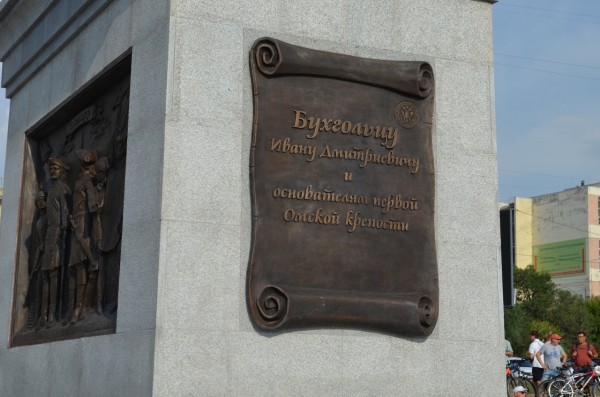 Бухгольцу
Ивану Дмитриевичу
и
основателям первой
Омской крепости